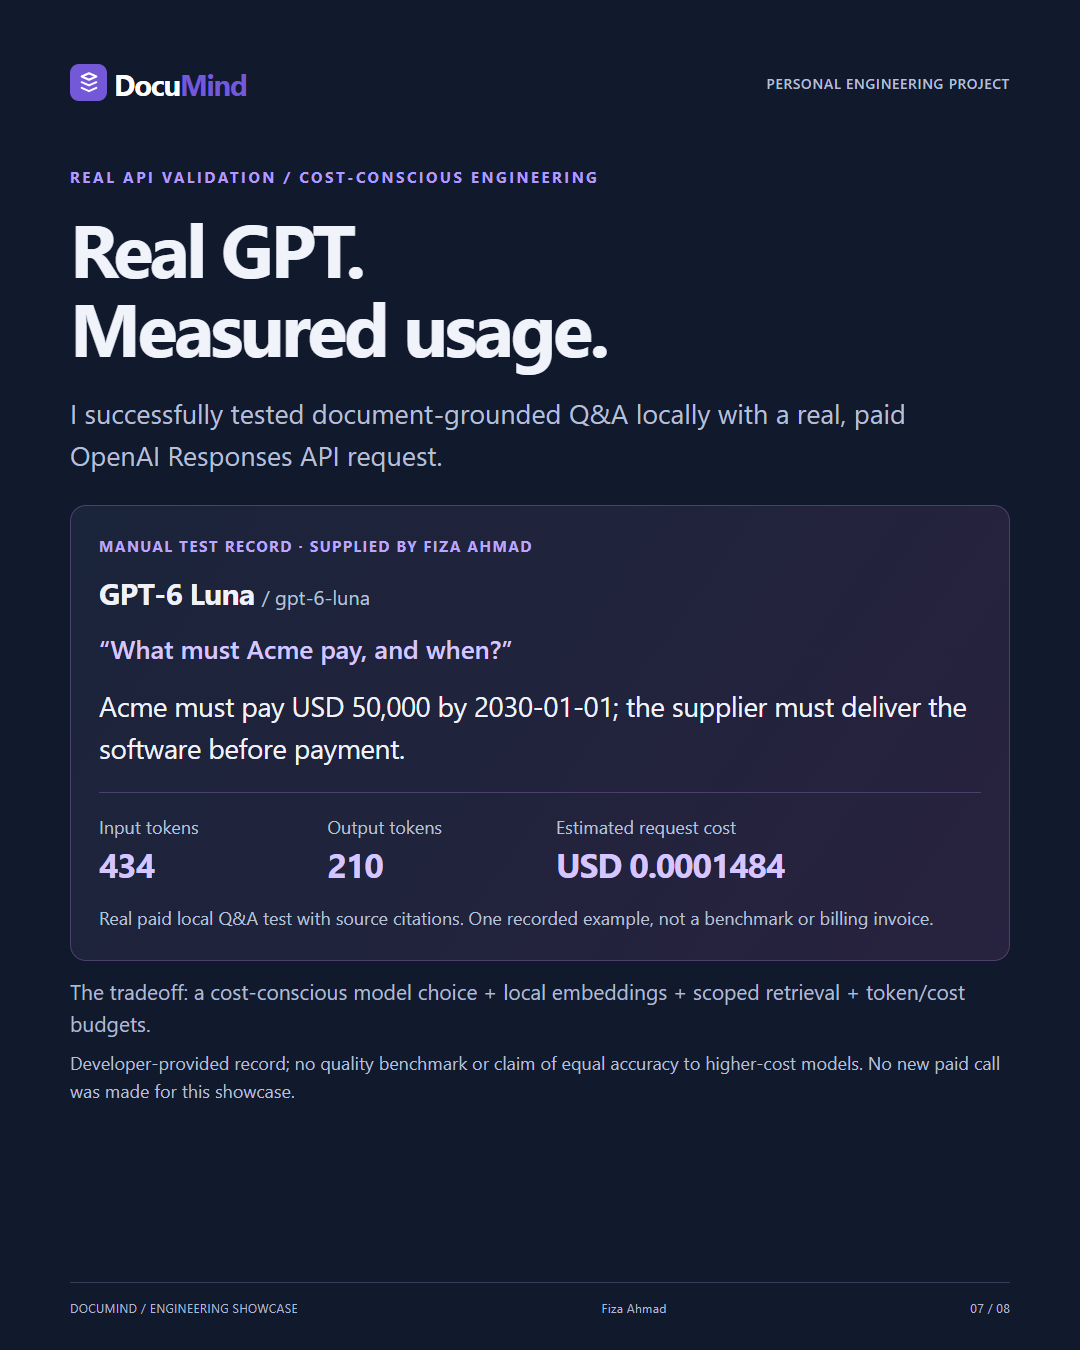 DocuMind
PERSONAL ENGINEERING PROJECT
REAL API VALIDATION / COST-CONSCIOUS ENGINEERING
Real GPT.
Measured usage.
I successfully tested document-grounded Q&A locally with a real, paid
OpenAI Responses API request.
MANUAL TEST RECORD · SUPPLIED BY FIZA AHMAD
GPT-6 Luna / gpt-6-luna
“What must Acme pay, and when?”
Acme must pay USD 50,000 by 2030-01-01; the supplier must deliver the
software before payment.
Input tokens
434
Output tokens
210
Estimated request cost
USD 0.0001484
Real paid local Q&A test with source citations. One recorded example, not a benchmark or billing invoice.
The tradeoff: a cost-conscious model choice + local embeddings + scoped retrieval + token/cost
budgets.
Developer-provided record; no quality benchmark or claim of equal accuracy to higher-cost models. No new paid call
was made for this showcase.
DOCUMIND / ENGINEERING SHOWCASE
Fiza Ahmad
07 / 08